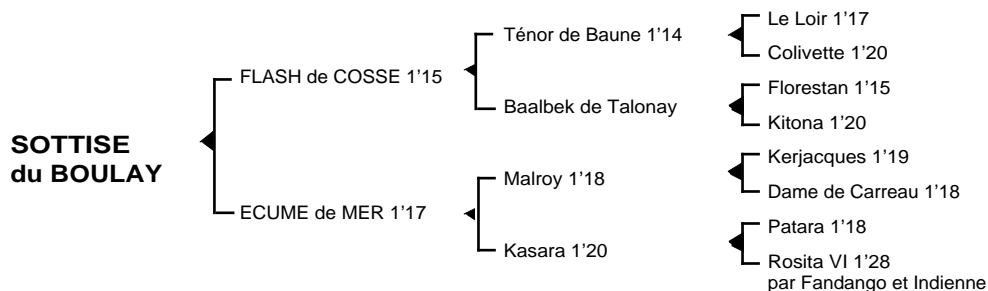 SOTTISE
du BOULAY
FLASH de COSSE 1’15
ECUME de MER 1’17
Ténor de Baune 1’14
Baalbek de Talonay
Malroy 1’18
Kasara 1’20
Le Loir 1’17
Colivette 1’20
Florestan 1’15
Kitona 1’20
Kerjacques 1’19
Dame de Carreau 1’18
Patara 1’18
Rosita VI 1’28
par Fandango et Indienne